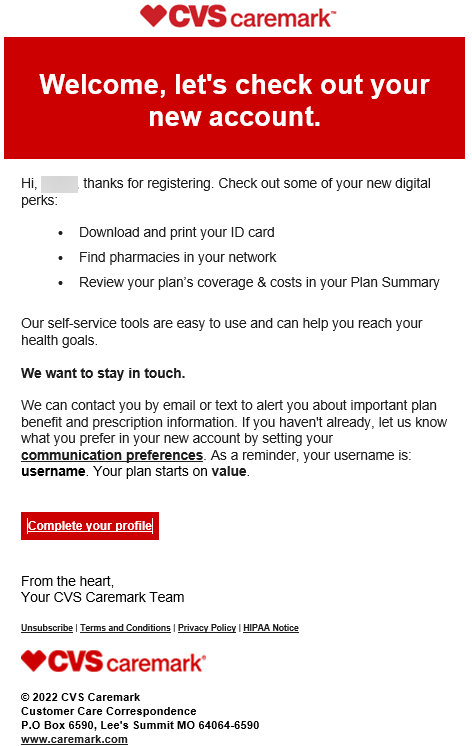 CVS caremark™
Welcome, let's check out your
new account.
Hi, , thanks for registering. Check out some of your new digital
perks:
• Download and print your ID card
• Find pharmacies in your network
• Review your plan’s coverage & costs in your Plan Summary
Our self-service tools are easy to use and can help you reach your
health goals.
We want to stay in touch.
We can contact you by email or text to alert you about important plan
benefit and prescription information. If you haven't already, let us know
what you prefer in your new account by setting your
communication preferences. As a reminder, your username is:
username. Your plan starts on value.
Complete your profile
From the heart,
Your CVS Caremark Team
Unsubscribe | Terms and Conditions | Privacy Policy | HIPAA Notice
CVS caremark®
© 2022 CVS Caremark
Customer Care Correspondence
P.O Box 6590, Lee's Summit MO 64064-6590
www.caremark.com